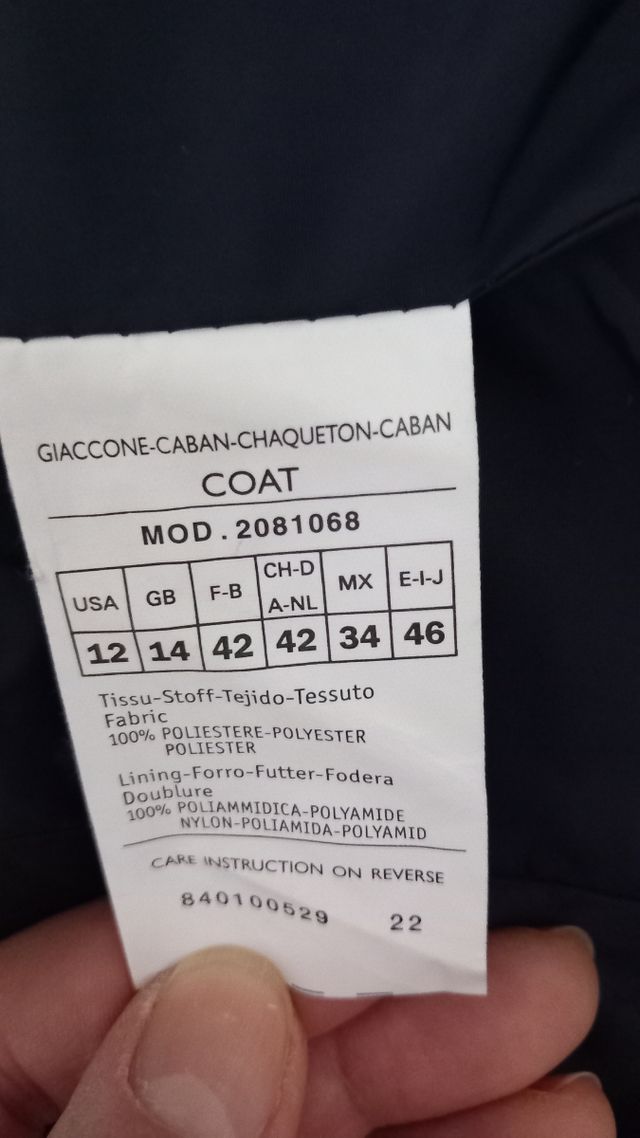 GIACCONE-CABAN-CHAQUETON-CABAN
COAT
MOD.2081068
USA GB F-B CH-D A-NL MX E-I-J
12 14 42 42 34 46
Tissu-Stoff-Tejido-Tessuto
Fabric
100% POLIESTERE-POLYESTER
POLIESTER
Lining-Forro-Futter-Fodera
Doublure
100% POLIAMMIDICA-POLYAMIDE
NYLON-POLIAMIDA-POLYAMID
CARE INSTRUCTION ON REVERSE
840100529 22